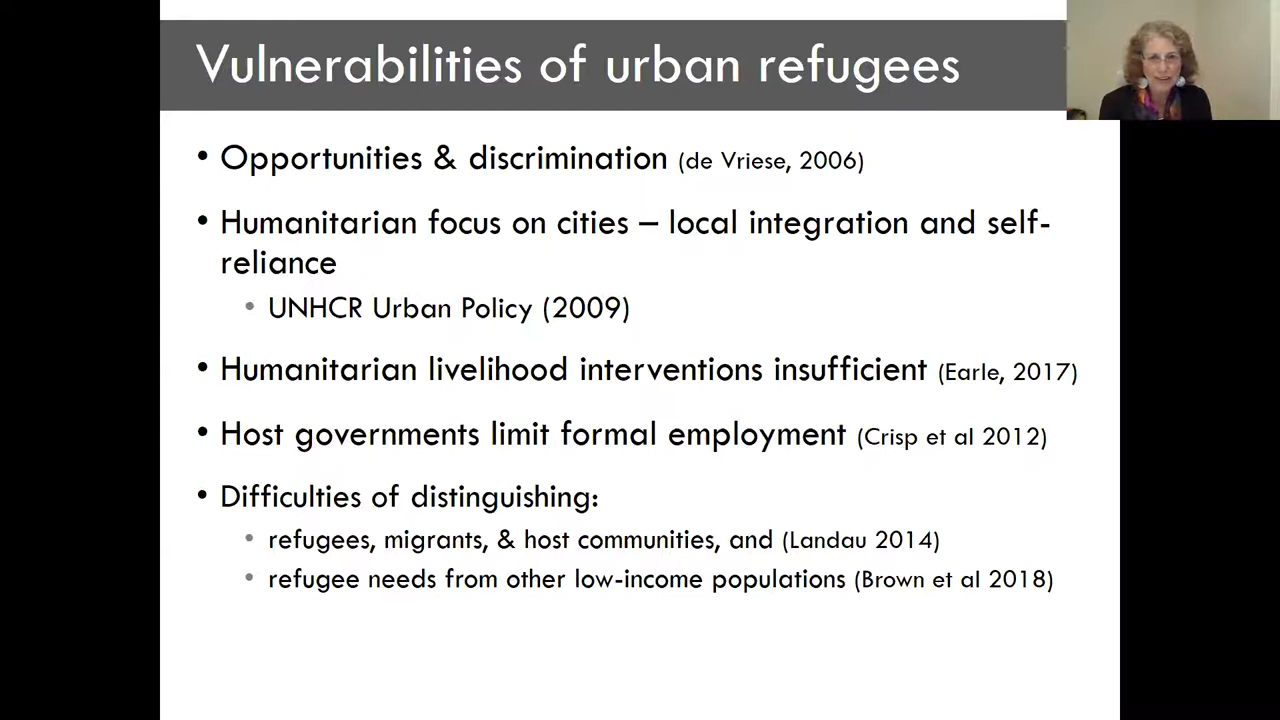 Vulnerabilities of urban refugees
• Opportunities & discrimination (de Vriese, 2006)
• Humanitarian focus on cities – local integration and self-
reliance
• UNHCR Urban Policy (2009)
• Humanitarian livelihood interventions insufficient (Earle, 2017)
• Host governments limit formal employment (Crisp et al 2012)
• Difficulties of distinguishing:
• refugees, migrants, & host communities, and (Landau 2014)
• refugee needs from other low-income populations (Brown et al 2018)